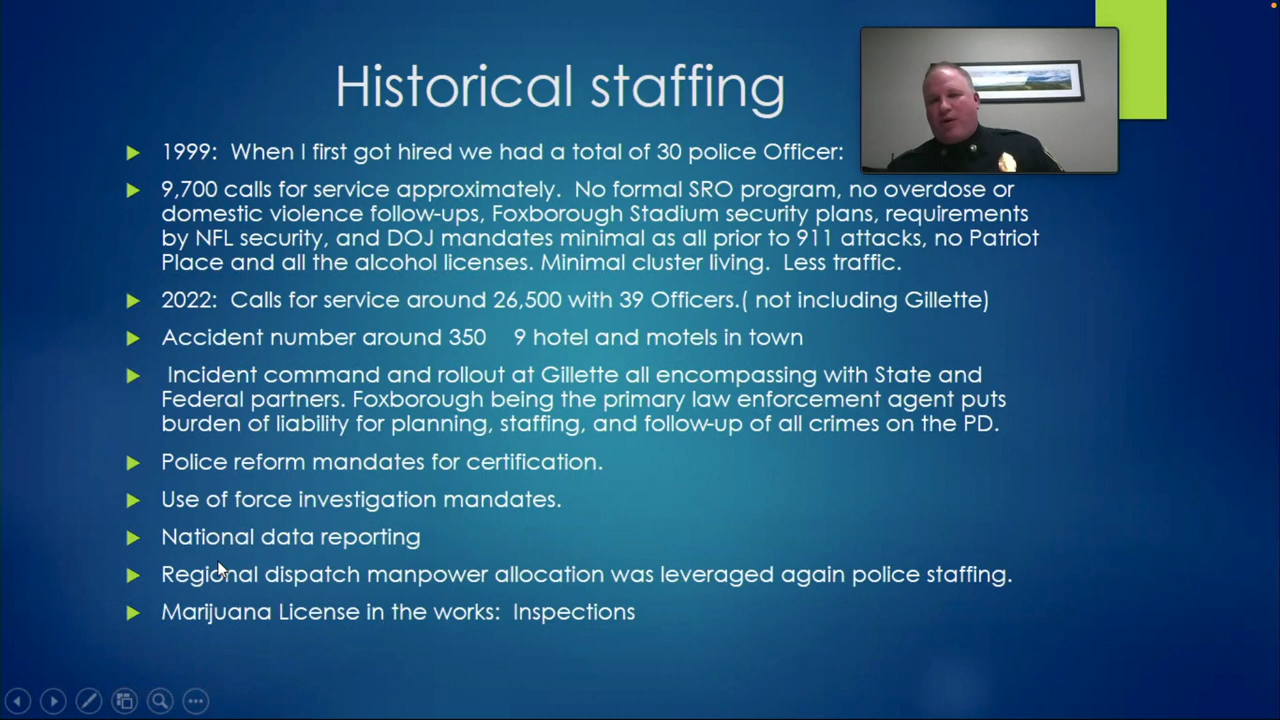 Historical staffing
1999:  When I first got hired we had a total of 30 police Officer:
9,700 calls for service approximately.  No formal SRO program, no overdose or
domestic violence follow-ups, Foxborough Stadium security plans, requirements
by NFL security, and DOJ mandates minimal as all prior to 911 attacks, no Patriot
Place and all the alcohol licenses. Minimal cluster living.  Less traffic.
2022:  Calls for service around 26,500 with 39 Officers.( not including Gillette)
Accident number around 350    9 hotel and motels in town
Incident command and rollout at Gillette all encompassing with State and
Federal partners. Foxborough being the primary law enforcement agent puts
burden of liability for planning, staffing, and follow-up of all crimes on the PD.
Police reform mandates for certification.
Use of force investigation mandates.
National data reporting
Regional dispatch manpower allocation was leveraged again police staffing.
Marijuana License in the works:  Inspections